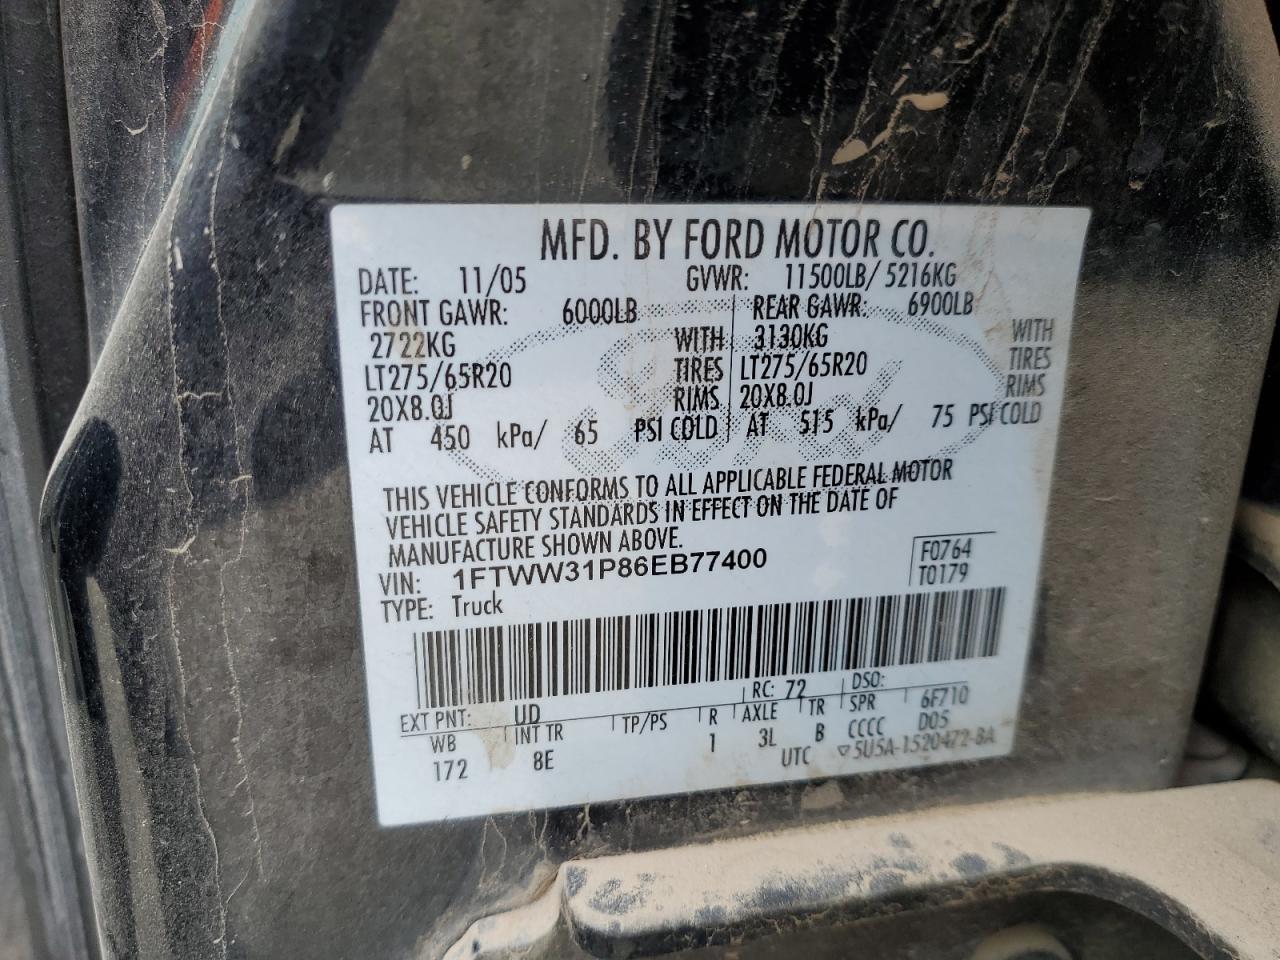 MFD. BY FORD MOTOR CO.
DATE: 11/05 GVWR: 11500LB/ 5216KG
FRONT GAWR: 6000LB REAR GAWR: 6900LB
2722KG WITH 3130KG WITH
LT275/65R20 TIRES LT275/65R20 TIRES
20X8.0J RIMS 20X8.0J RIMS
AT 450 kPa/ 65 PSI COLD AT 515 kPa/ 75 PSI COLD
THIS VEHICLE CONFORMS TO ALL APPLICABLE FEDERAL MOTOR
VEHICLE SAFETY STANDARDS IN EFFECT ON THE DATE OF
MANUFACTURE SHOWN ABOVE.
VIN: 1FTWW31P86EB77400 F0764
TYPE: Truck T0179
EXT PNT: UD RC: 72 DSO:
WB INT TR TP/PS R AXLE TR SPR 6F710
172 8E 1 3L B CCCC D05
UTC ▽5U5A-1520472-BA